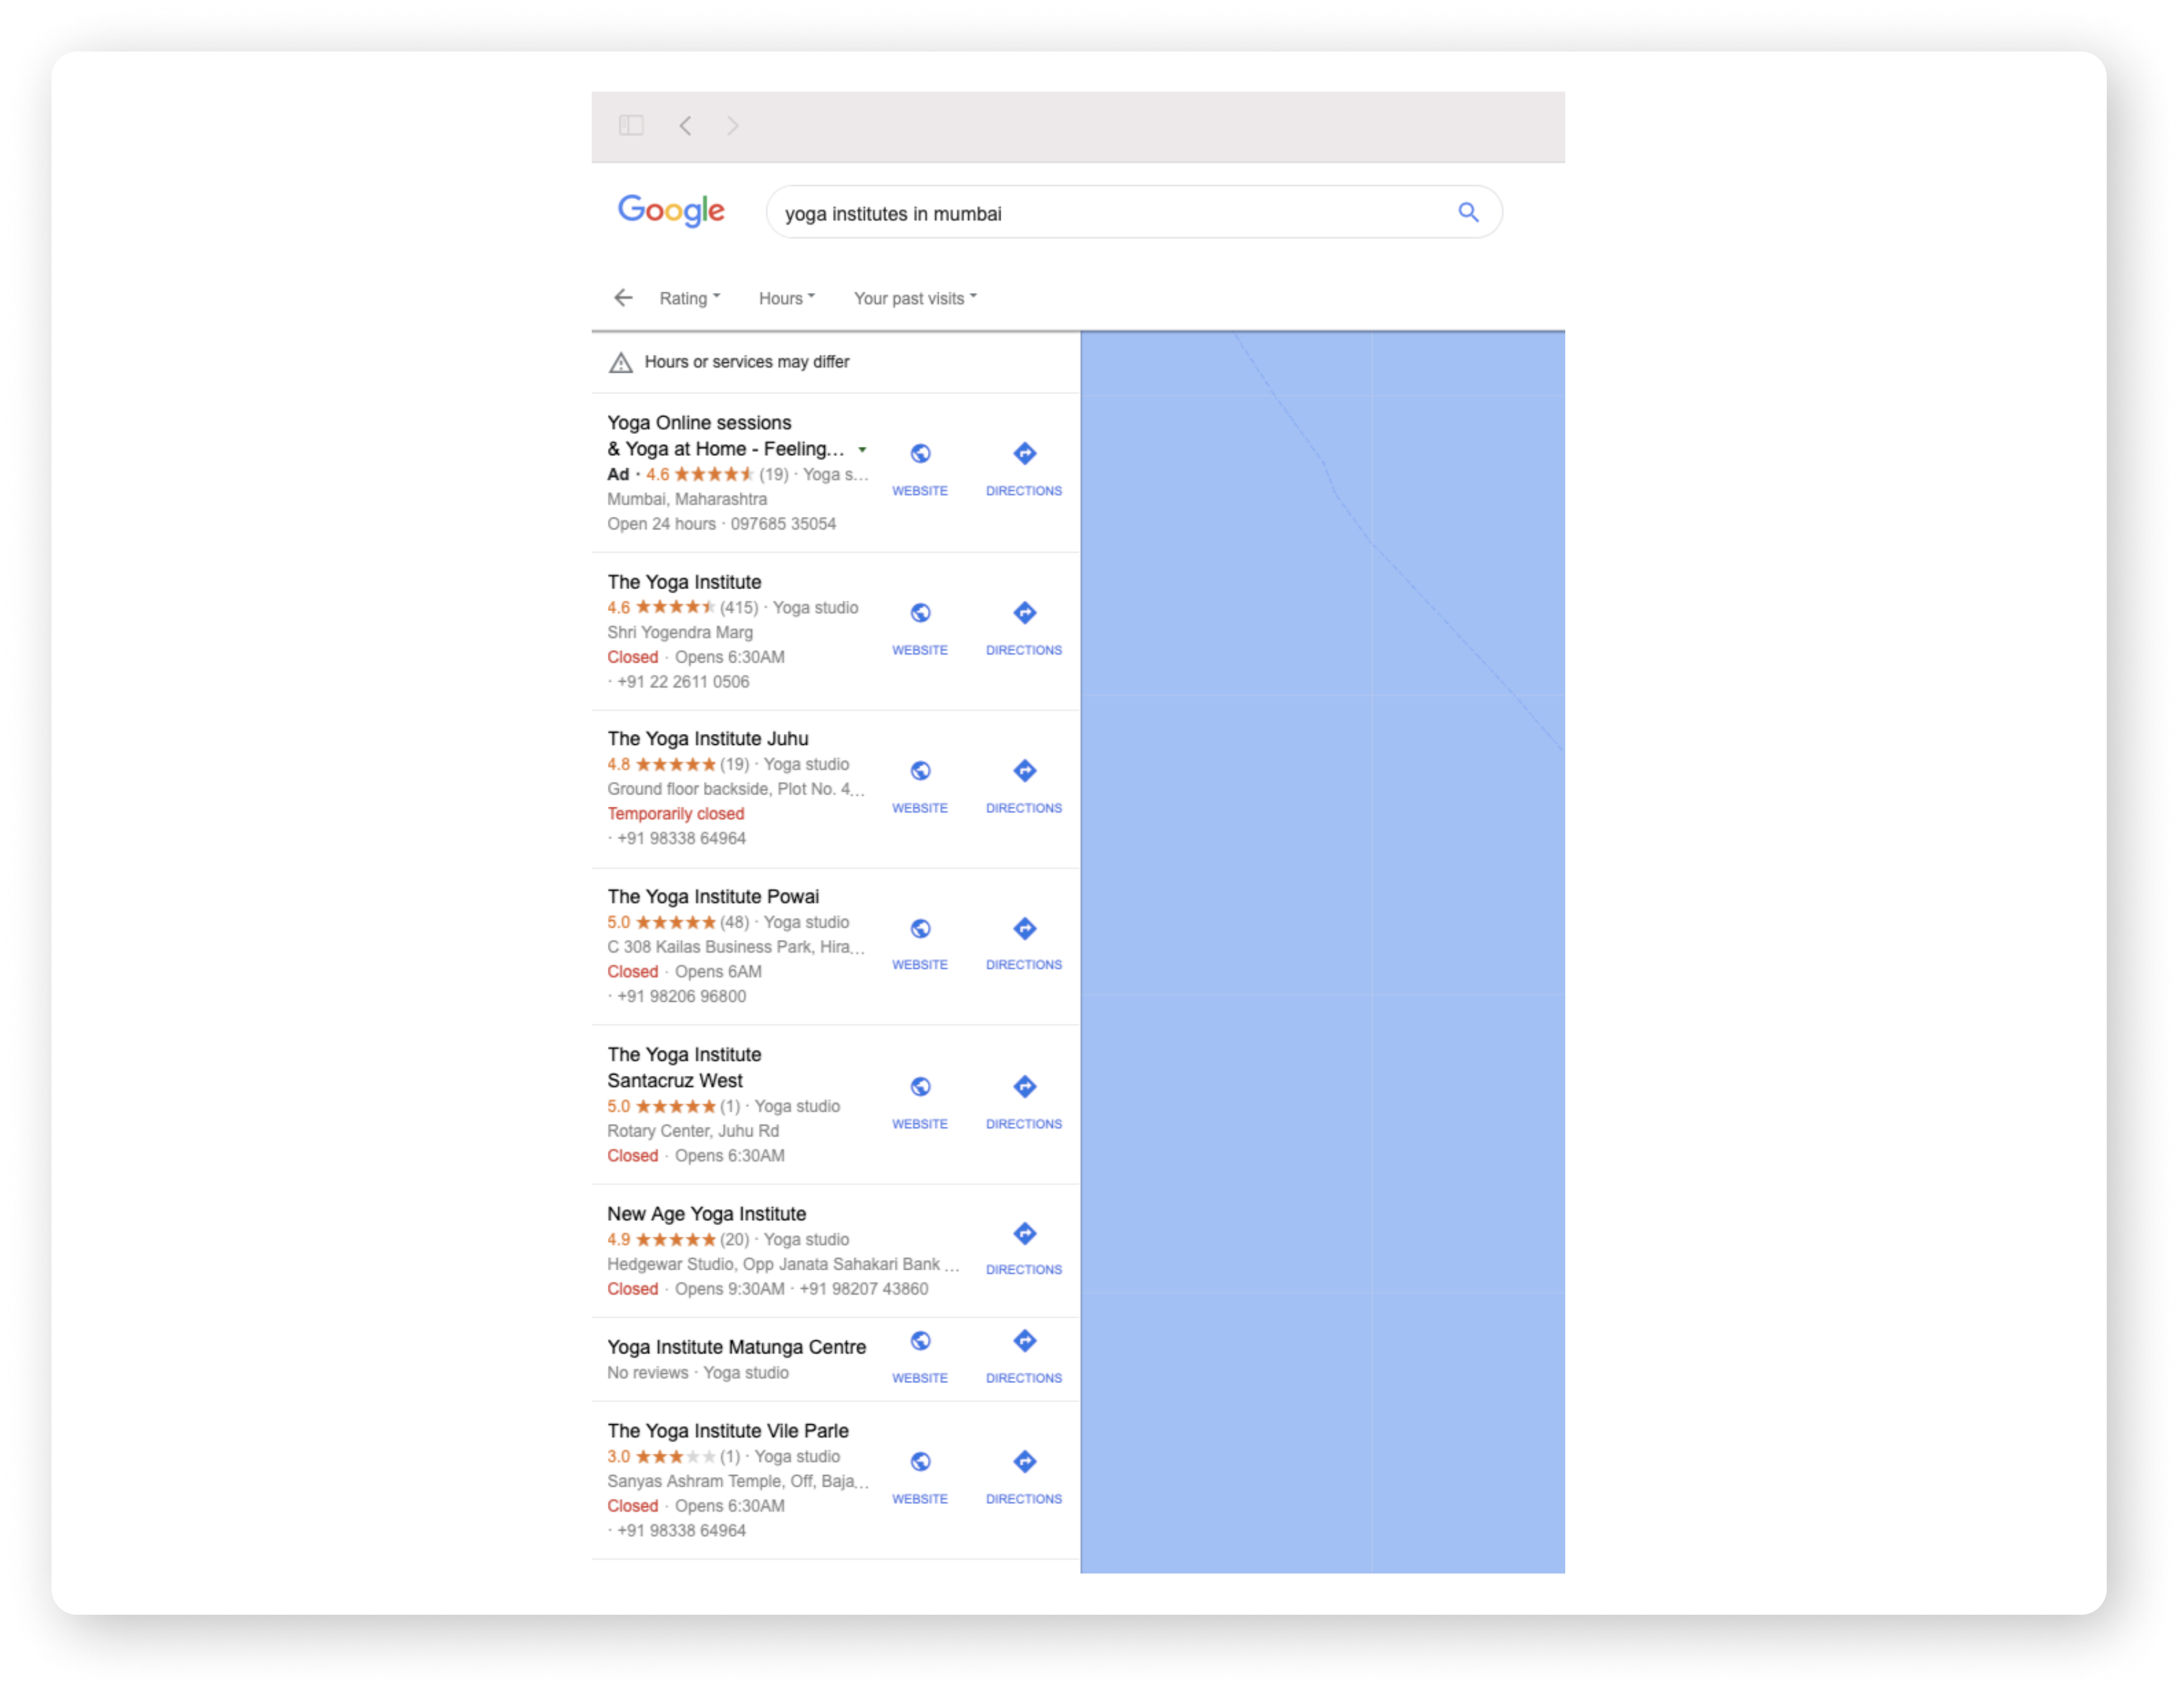 Google
yoga institutes in mumbai
Rating Hours Your past visits
Hours or services may differ
Yoga Online sessions
& Yoga at Home - Feeling...
Ad · 4.6 (19) · Yoga s...
Mumbai, Maharashtra
Open 24 hours · 097685 35054
WEBSITE DIRECTIONS
The Yoga Institute
4.6 (415) · Yoga studio
Shri Yogendra Marg
Closed · Opens 6:30AM
· +91 22 2611 0506
WEBSITE DIRECTIONS
The Yoga Institute Juhu
4.8 (19) · Yoga studio
Ground floor backside, Plot No. 4...
Temporarily closed
· +91 98338 64964
WEBSITE DIRECTIONS
The Yoga Institute Powai
5.0 (48) · Yoga studio
C 308 Kailas Business Park, Hira...
Closed · Opens 6AM
· +91 98206 96800
WEBSITE DIRECTIONS
The Yoga Institute
Santacruz West
5.0 (1) · Yoga studio
Rotary Center, Juhu Rd
Closed · Opens 6:30AM
WEBSITE DIRECTIONS
New Age Yoga Institute
4.9 (20) · Yoga studio
Hedgewar Studio, Opp Janata Sahakari Bank ...
Closed · Opens 9:30AM · +91 98207 43860
DIRECTIONS
Yoga Institute Matunga Centre
No reviews · Yoga studio
WEBSITE DIRECTIONS
The Yoga Institute Vile Parle
3.0 (1) · Yoga studio
Sanyas Ashram Temple, Off, Baja...
Closed · Opens 6:30AM
· +91 98338 64964
WEBSITE DIRECTIONS